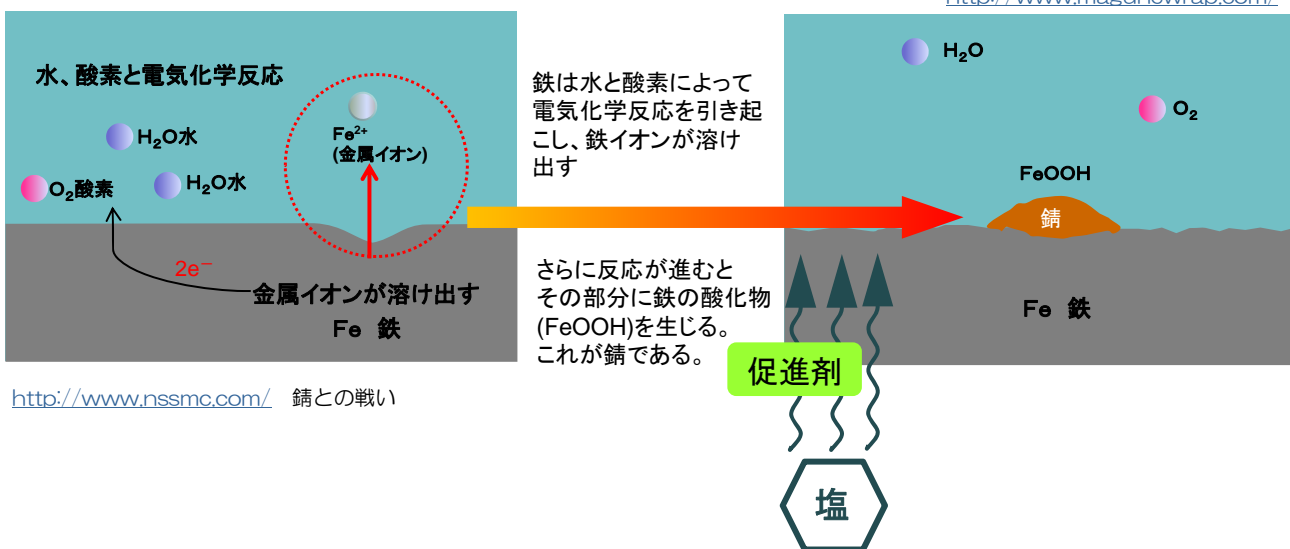 http://www.magurowrap.com/
水、酸素と電気化学反応
Fe²⁺
(金属イオン)
H₂O水
O₂酸素
H₂O水
2e⁻
金属イオンが溶け出す
Fe 鉄
http://www.nssmc.com/ 錆との戦い
鉄は水と酸素によって
電気化学反応を引き起
こし、鉄イオンが溶け
出す
さらに反応が進むと
その部分に鉄の酸化物
(FeOOH)を生じる。
これが錆である。
H₂O
O₂
FeOOH
錆
Fe 鉄
促進剤
塩